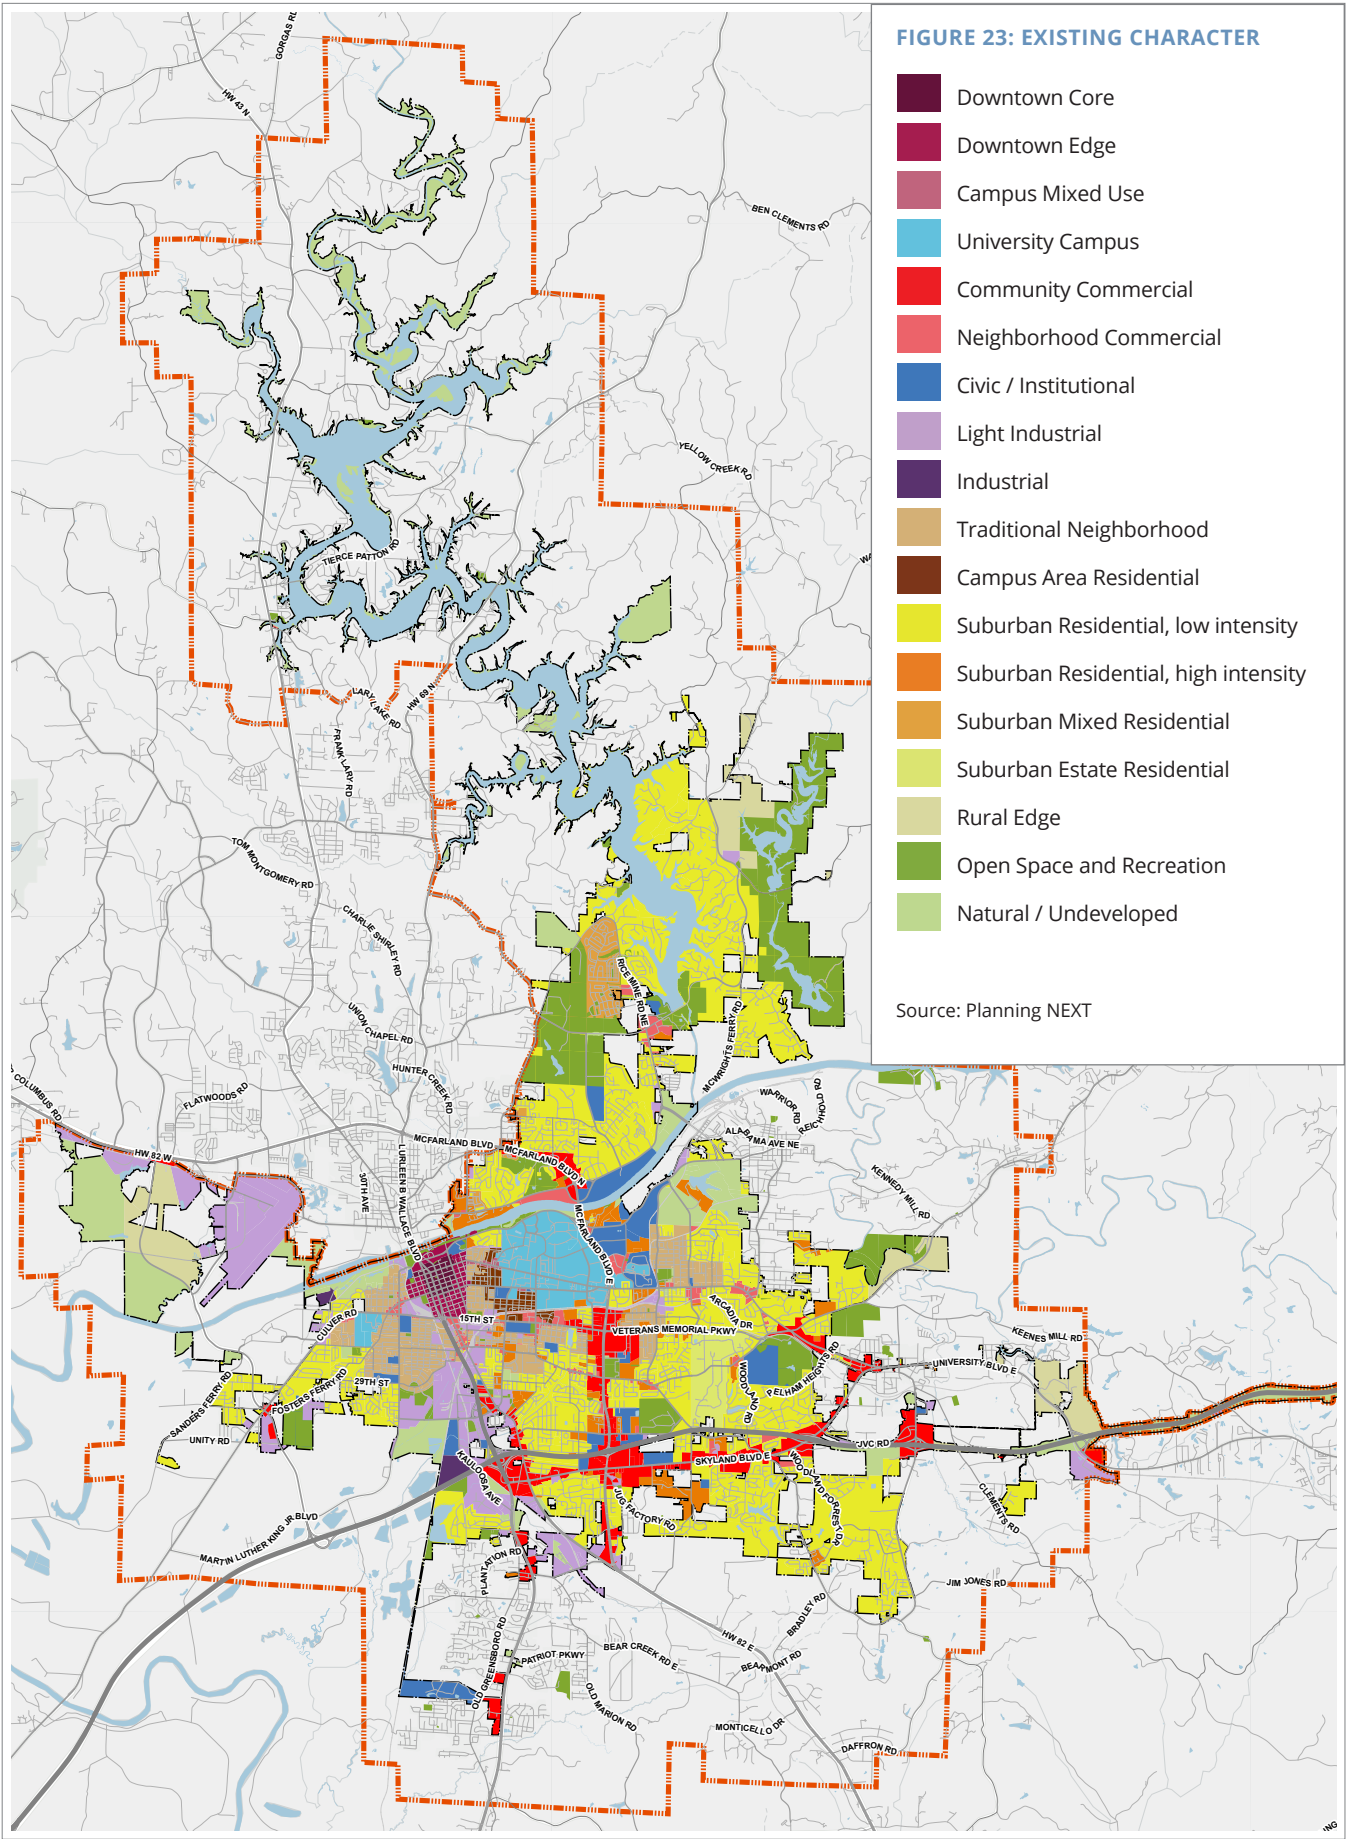 FIGURE 23: EXISTING CHARACTER
Downtown Core
Downtown Edge
Campus Mixed Use
University Campus
Community Commercial
Neighborhood Commercial
Civic / Institutional
Light Industrial
Industrial
Traditional Neighborhood
Campus Area Residential
Suburban Residential, low intensity
Suburban Residential, high intensity
Suburban Mixed Residential
Suburban Estate Residential
Rural Edge
Open Space and Recreation
Natural / Undeveloped
Source: Planning NEXT
GORGAS RD
HW 43 N
BEN CLEMENTS RD
YELLOW CREEK RD
TIERCE PATTON RD
LARY LAKE RD
HW 69 N
FRANK LARY RD
TOM MONTGOMERY RD
CHARLIE SHIRLEY RD
RICE MINE RD NE
UNION CHAPEL RD
MCWRIGHTS FERRY RD
HUNTER CREEK RD
COLUMBUS RD
FLATWOODS RD
WARRIOR RD
ALABAMA AVE NE
MCFARLAND BLVD
MCFARLAND BLVD N
HW 82 W
30TH AVE
LURLEEN B WALLACE BLVD
KENNEDY MILL RD
MCFARLAND BLVD E
ARCADIA DR
CULVER RD
15TH ST
VETERANS MEMORIAL PKWY
KEENES MILL RD
UNIVERSITY BLVD E
PELHAM HEIGHTS RD
WOODLAND RD
29TH ST
SANDERS FERRY RD
FOSTERS FERRY RD
UNITY RD
JVC RD
SKYLAND BLVD E
KAULOOSA AVE
WOODLAND FORREST DR
CLEMENTS RD
JUG FACTORY RD
MARTIN LUTHER KING JR BLVD
PLANTATION RD
JIM JONES RD
BRADLEY RD
OLD GREENSBORO RD
HW 82 E
BEAR CREEK RD E
PATRIOT PKWY
BEARMONT RD
OLD MARION RD
MONTICELLO DR
DAFFRON RD